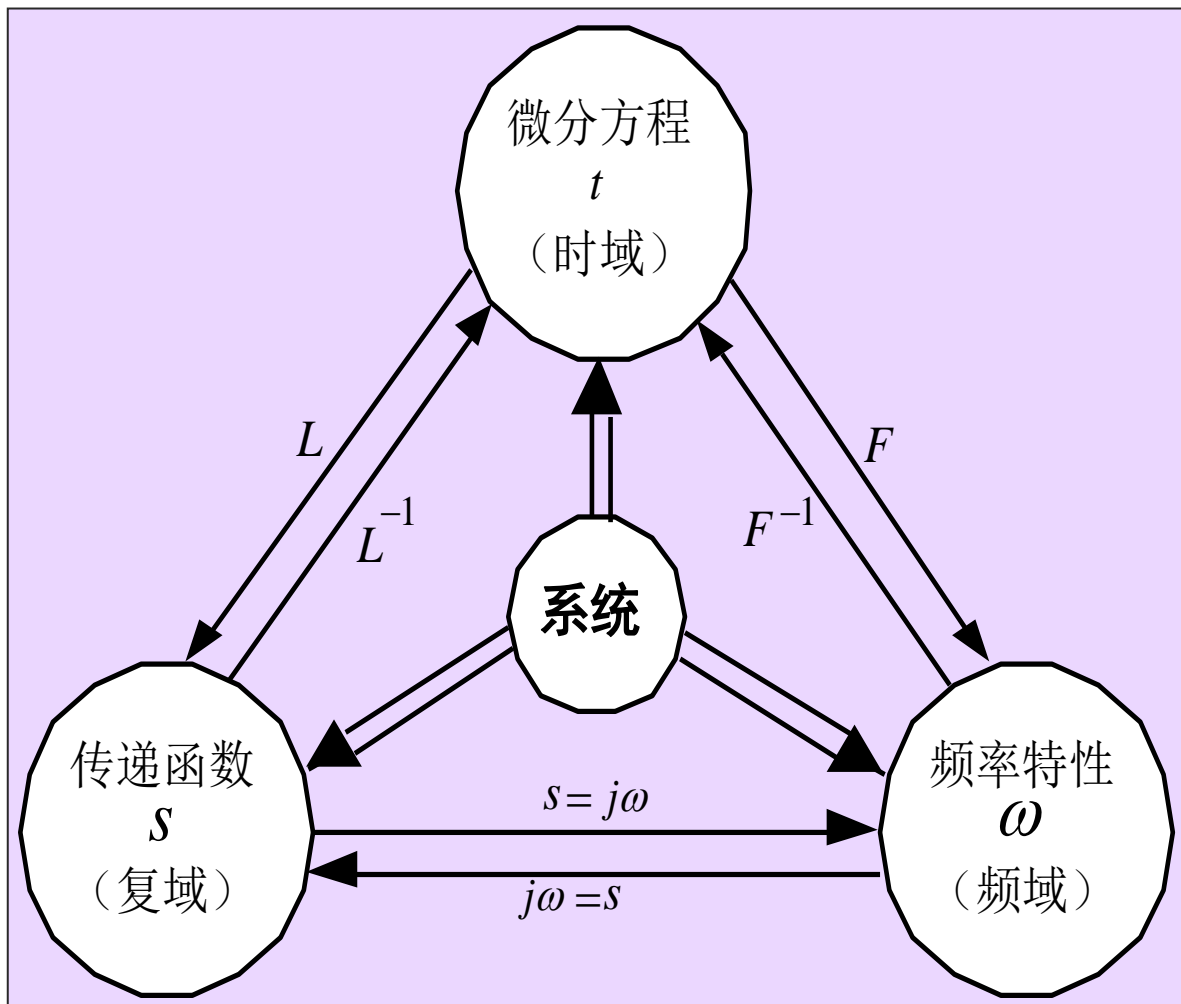 微分方程
t
（时域）
L
F
L⁻¹
F⁻¹
系统
传递函数
s
（复域）
s = jω
jω = s
频率特性
ω
（频域）